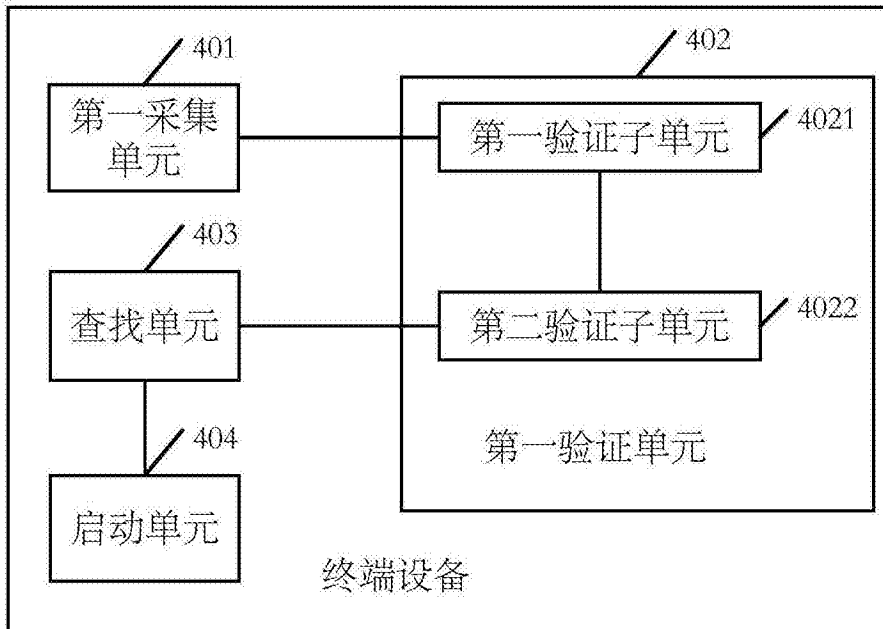 401
第一采集
单元
402
第一验证子单元
4021
403
查找单元
第二验证子单元
4022
404
启动单元
第一验证单元
终端设备